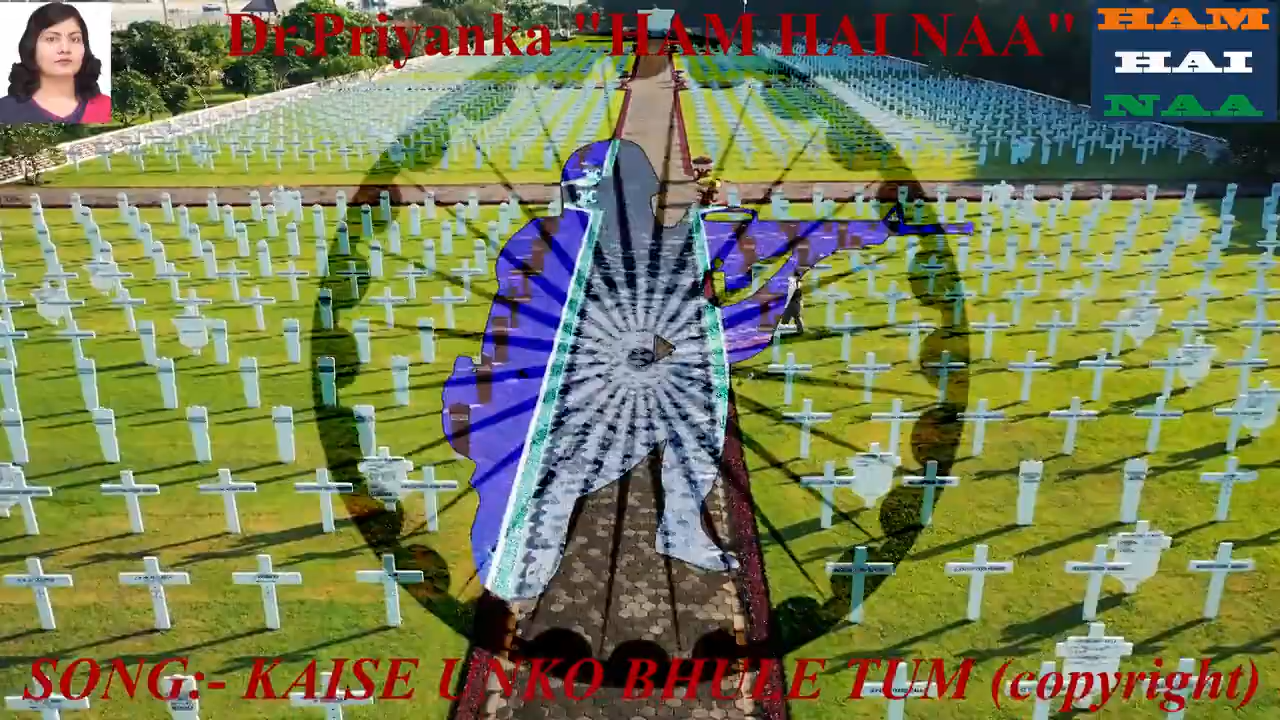 Dr.Priyanka "HAM HAI NAA"
HAM
HAI
NAA
SONG:- KAISE UNKO BHULE TUM (copyright)